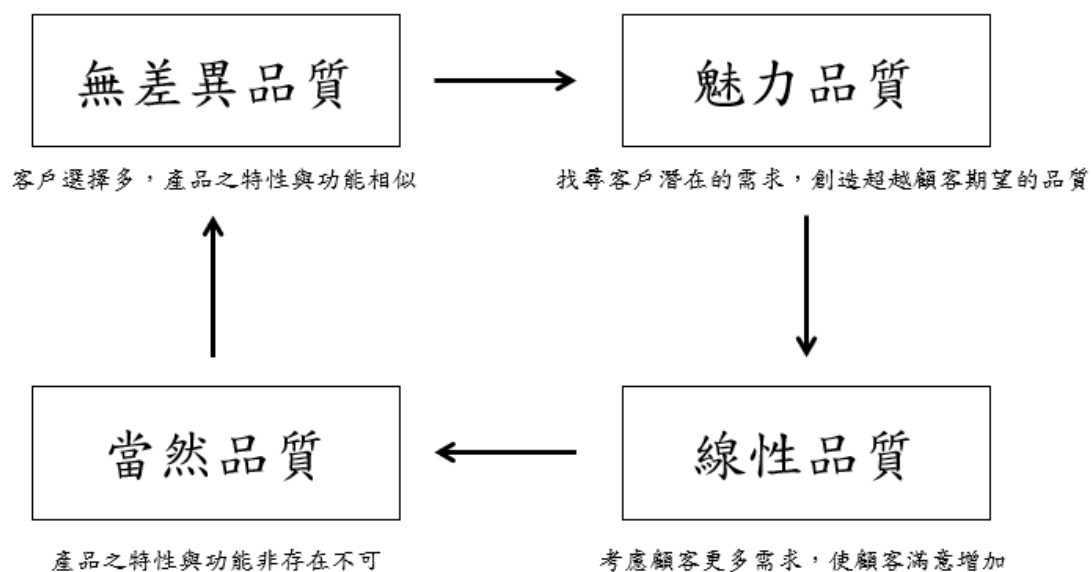 無差異品質
魅力品質
客戶選擇多，產品之特性與功能相似
找尋客戶潛在的需求，創造超越顧客期望的品質
當然品質
線性品質
產品之特性與功能非存在不可
考慮顧客更多需求，使顧客滿意增加